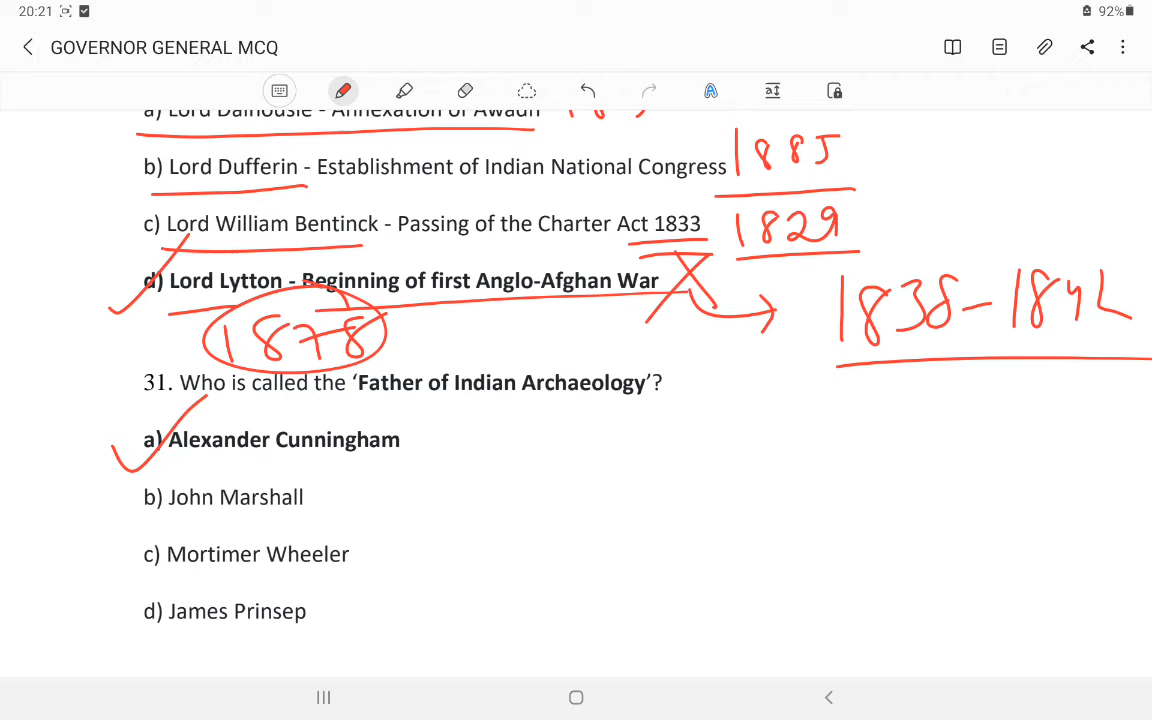 20:21 92%
GOVERNOR GENERAL MCQ
a) Lord Dalhousie - Annexation of Awadh
b) Lord Dufferin - Establishment of Indian National Congress 1885
c) Lord William Bentinck - Passing of the Charter Act 1833 1829
d) Lord Lytton - Beginning of first Anglo-Afghan War
1838-1842
1878
31. Who is called the ‘Father of Indian Archaeology’?
a) Alexander Cunningham
b) John Marshall
c) Mortimer Wheeler
d) James Prinsep